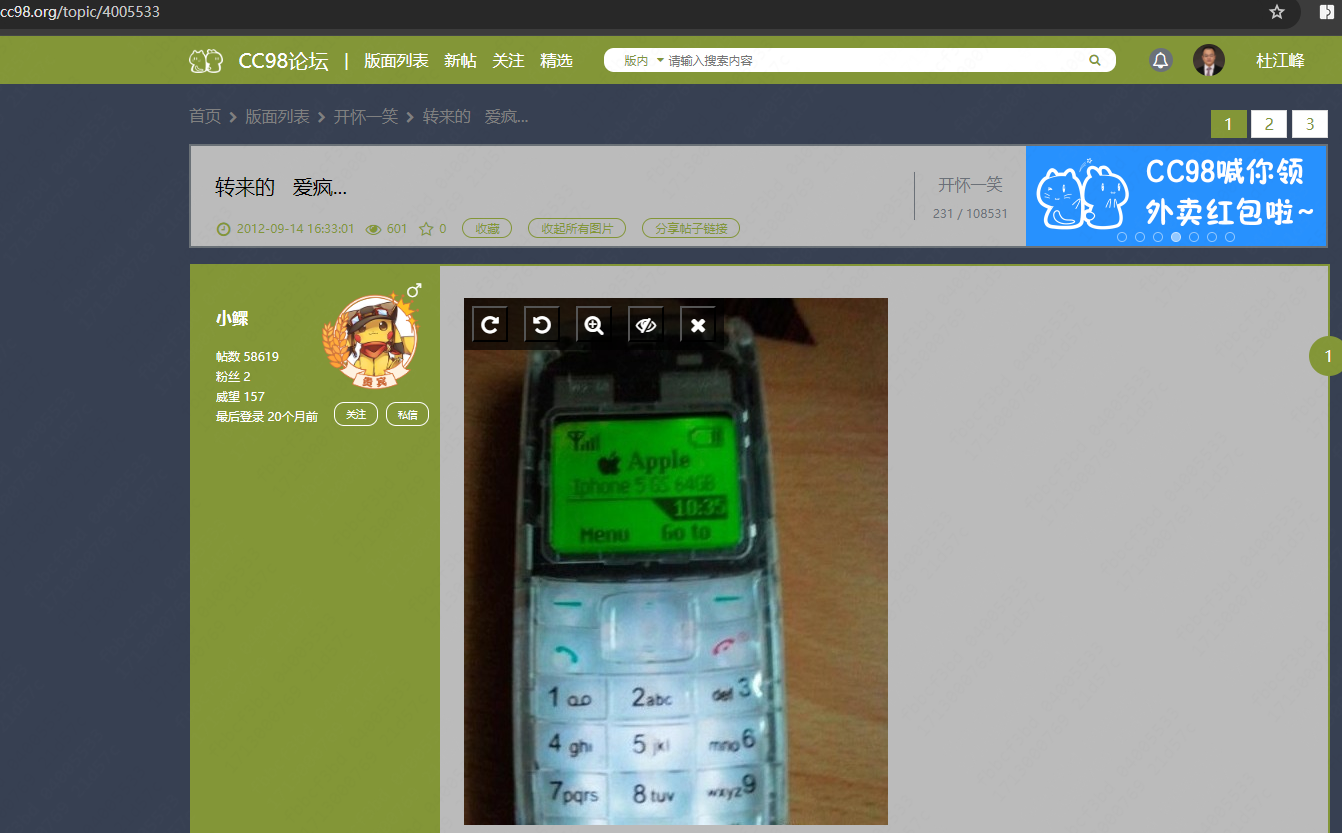 cc98.org/topic/4005533
CC98论坛 | 版面列表 新帖 关注 精选 版内 请输入搜索内容 杜江峰
首页 版面列表 开怀一笑 转来的 爱疯...
1 2 3
转来的 爱疯...
开怀一笑
231 / 108531
2012-09-14 16:33:01 601 0 收藏 收起所有图片 分享帖子链接
CC98喊你领
外卖红包啦~
小鳏
帖数 58619
粉丝 2
威望 157
最后登录 20个月前 关注 私信
贵宾
1
Apple
Iphone 5 GS 64GB
10:35
Menu Go to
1 2abc def 3
4 ghi 5 jkl mno 6
7pqrs 8 tuv wxyz 9